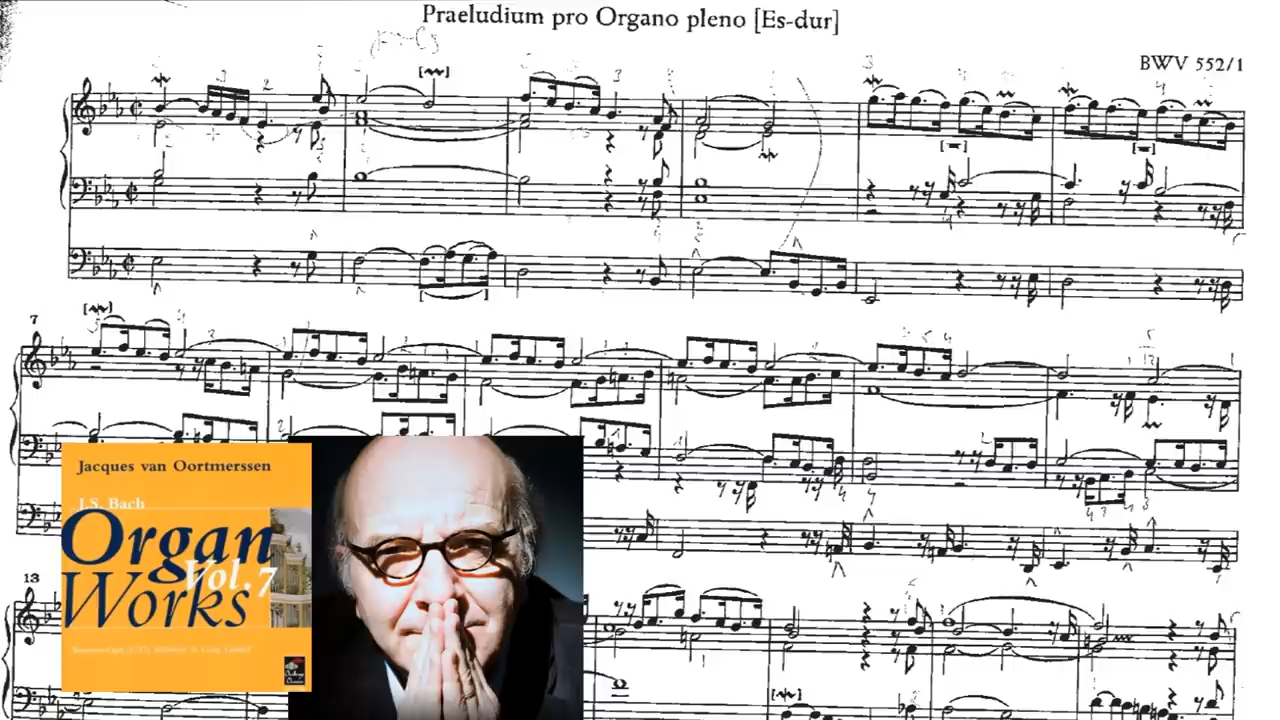 Praeludium pro Organo pleno [Es-dur]
BWV 552/1
7
Jacques van Oortmerssen
J.S. Bach
Organ
Vol. 7
Works
13